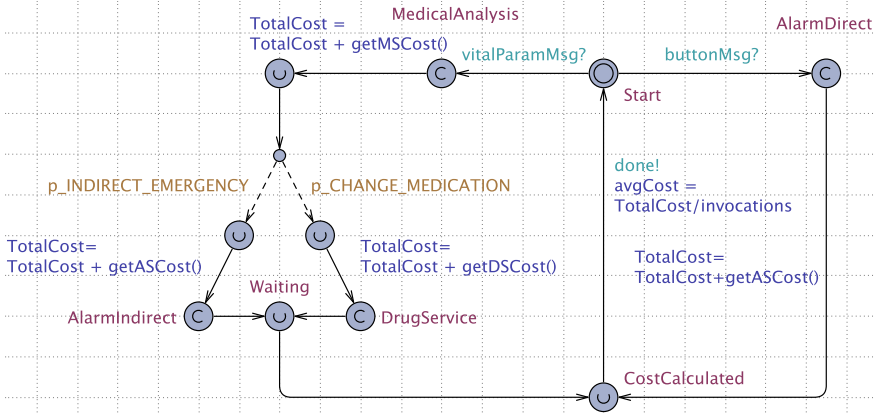 MedicalAnalysis
TotalCost =
TotalCost + getMSCost()
AlarmDirect
vitalParamMsg?
buttonMsg?
C
C
Start
done!
avgCost =
TotalCost/invocations
p_INDIRECT_EMERGENCY
p_CHANGE_MEDICATION
TotalCost=
TotalCost + getASCost()
TotalCost=
TotalCost + getDSCost()
TotalCost=
TotalCost+getASCost()
Waiting
AlarmIndirect
C
C
DrugService
CostCalculated